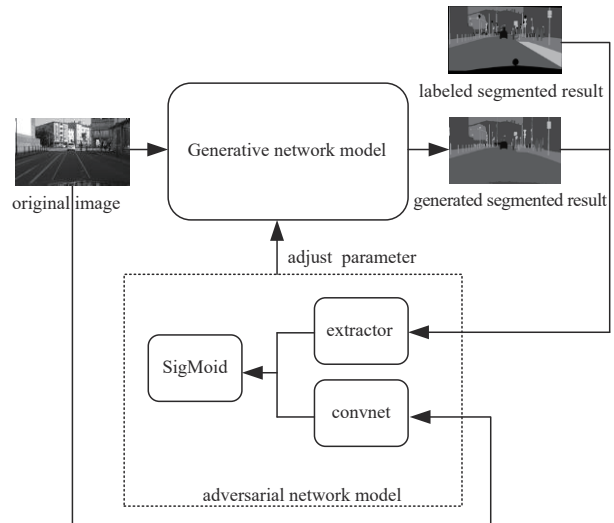 labeled segmented result
Generative network model
original image
generated segmented result
adjust parameter
extractor
SigMoid
convnet
adversarial network model